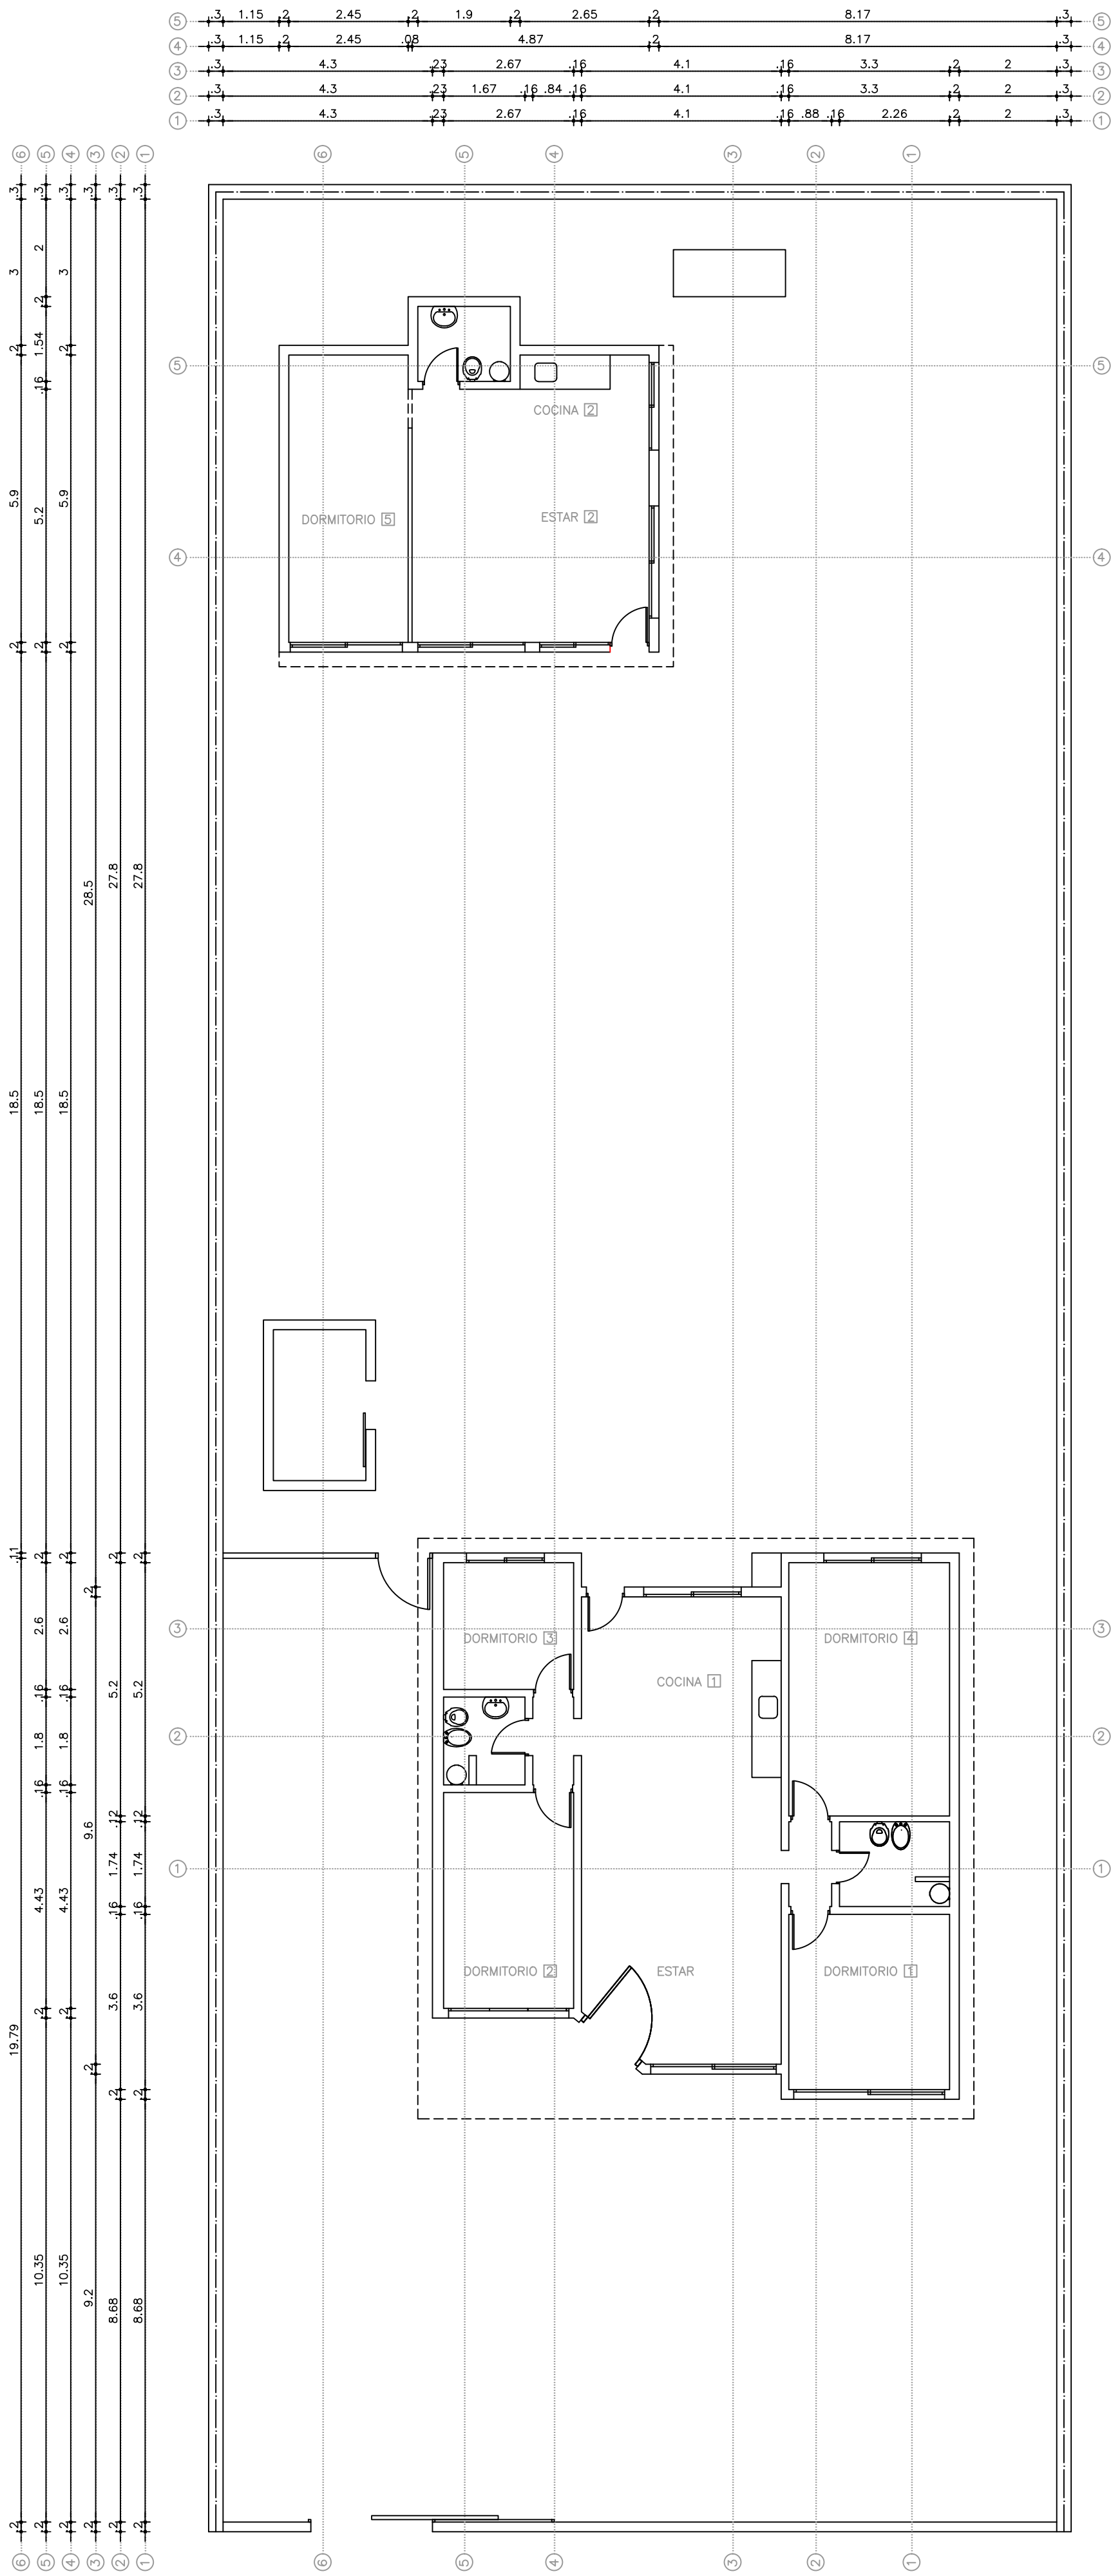 5 .3 1.15 .2 2.45 .2 1.9 .2 2.65 .2 8.17 .3 5
4 .3 1.15 .2 2.45 .08 4.87 .2 8.17 .3 4
3 .3 4.3 .23 2.67 .16 4.1 .16 3.3 .2 2 .3 3
2 .3 4.3 .23 1.67 .16 .84 .16 4.1 .16 3.3 .2 2 .3 2
1 .3 4.3 .23 2.67 .16 4.1 .16 .88 .16 2.26 .2 2 .3 1
6 5 4 3 2 1
6 5 4 3 2 1
6 .3 3 .2 5.9 .2 18.5 .11 19.79 .2 6
5 .3 2 .2 1.54 .16 5.2 .2 18.5 .2 2.6 .16 1.8 .16 4.43 .2 10.35 .2 5
4 .3 3 .2 5.9 .2 18.5 .2 2.6 .16 1.8 .16 4.43 .2 10.35 .2 4
3 .3 28.5 .2 9.6 .2 9.2 .2 3
2 .3 27.8 .2 5.2 .12 1.74 .16 3.6 .2 8.68 .2 2
1 .3 27.8 .2 5.2 .12 1.74 .16 3.6 .2 8.68 .2 1
5 5
COCINA 2
ESTAR 2
DORMITORIO 5
4 4
3 3
DORMITORIO 3
DORMITORIO 4
COCINA 1
2 2
1 1
DORMITORIO 2
ESTAR
DORMITORIO 1
6 5 4 3 2 1